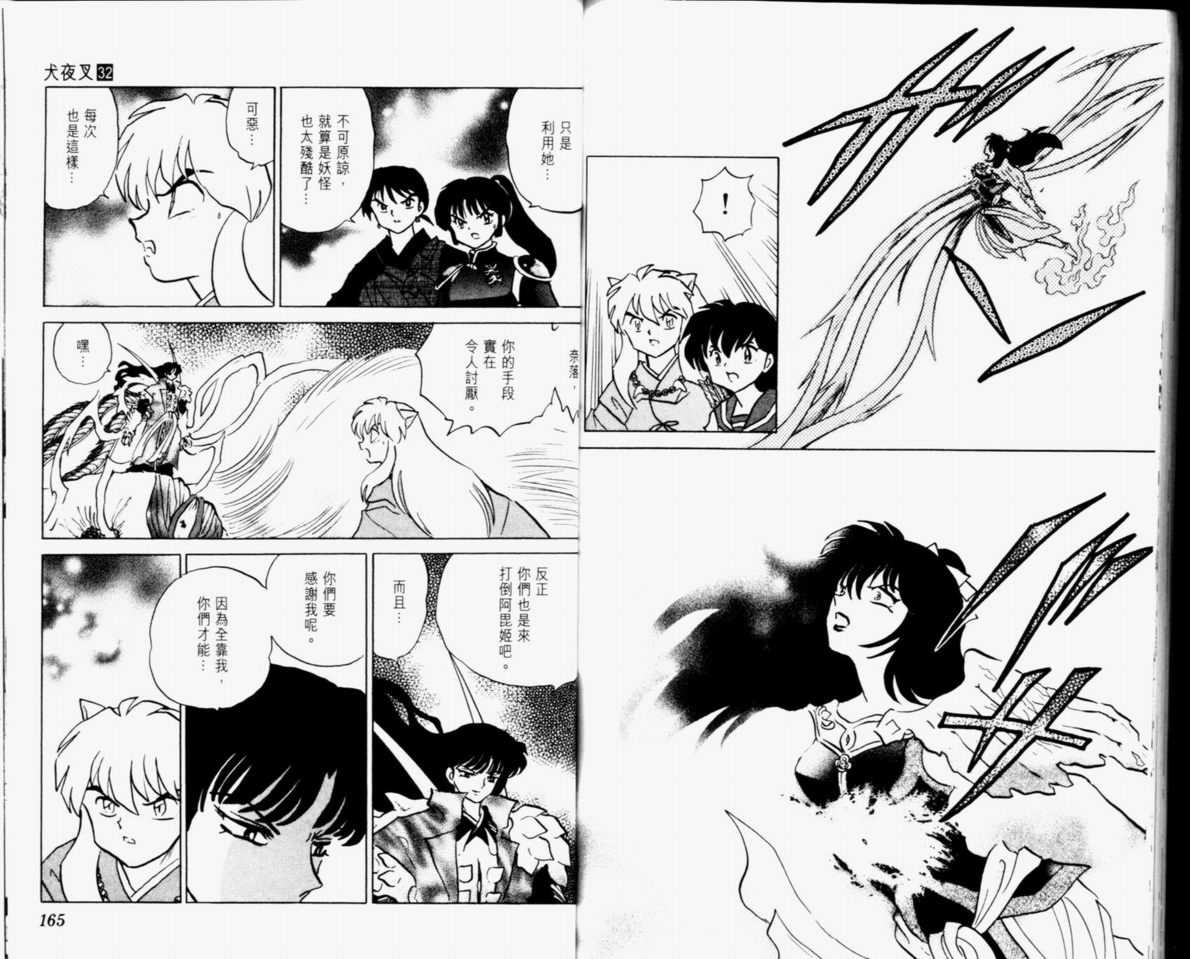 犬夜叉 32
！
只是
利用她…
不可原諒，
就算是妖怪
也太殘酷了…
可惡…
每次
也是這樣…
奈落，
你的手段
實在
令人討厭。
嘿…
反正
你們也是來
打倒阿毘姬吧。
而且…
你們要
感謝我呢。
因為全靠我，
你們才能…
165